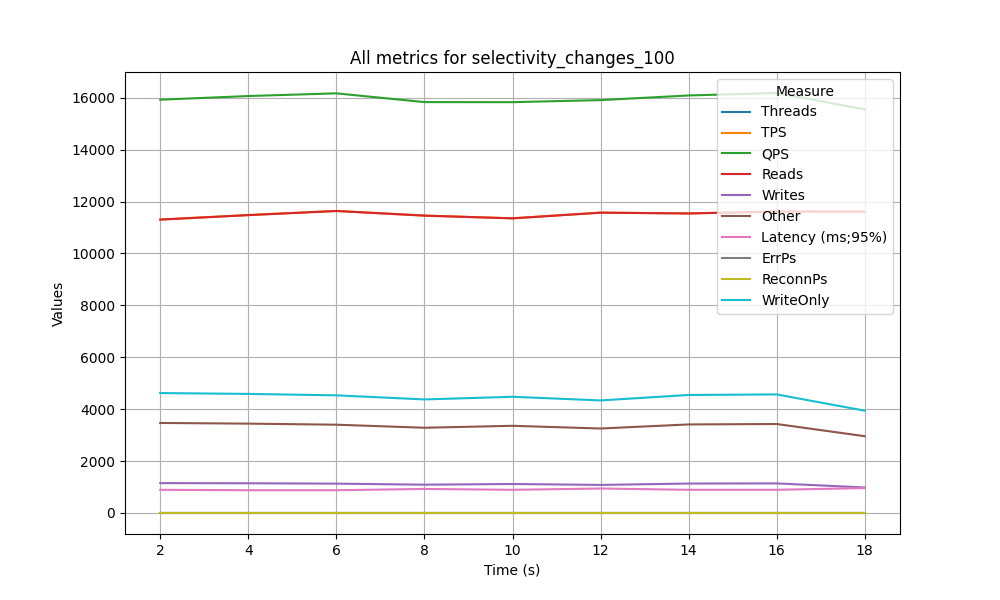 All metrics for selectivity_changes_100
Measure
Threads
TPS
QPS
Reads
Writes
Other
Latency (ms;95%)
ErrPs
ReconnPs
WriteOnly
Values
16000
14000
12000
10000
8000
6000
4000
2000
0
2 4 6 8 10 12 14 16 18
Time (s)